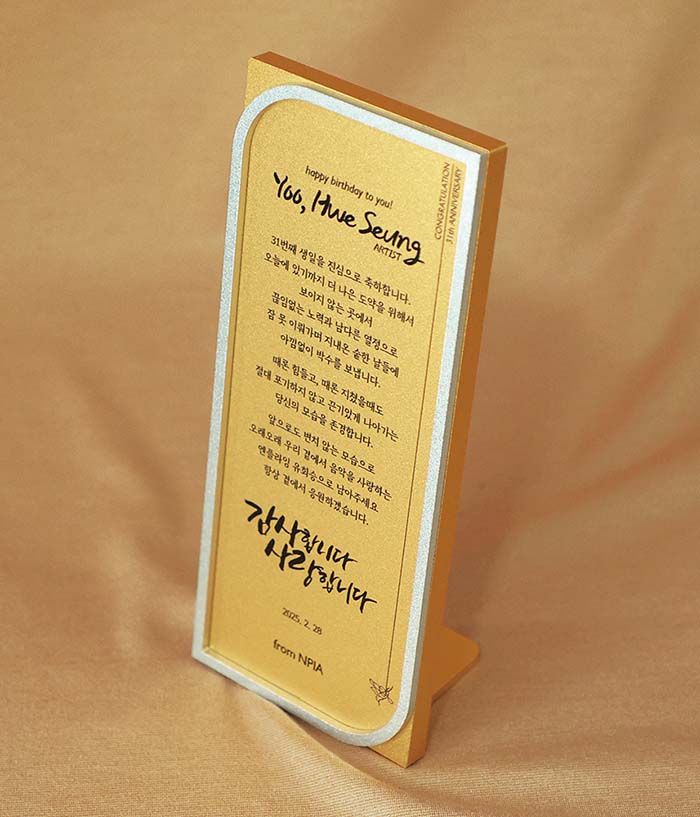 happy birthday to you!
Yoo, Hwe Seung
ARTIST
CONGRATULATION
31th ANNIVERSARY
31번째 생일을 진심으로 축하합니다.
오늘에 있기까지 더 나은 도약을 위해서
보이지 않는 곳에서
끊임없는 노력과 남다른 열정으로
잠 못 이뤄가며 지내온 숱한 날들에
아낌없이 박수를 보냅니다.
때론 힘들고, 때론 지쳤을때도
절대 포기하지 않고 끈기있게 나아가는
당신의 모습을 존경합니다.
앞으로도 변치 않는 모습으로
오래오래 우리 곁에서 음악을 사랑하는
엔플라잉 유회승으로 남아주세요
항상 곁에서 응원하겠습니다.
감사합니다
사랑합니다
2025. 2. 28
from NPIA